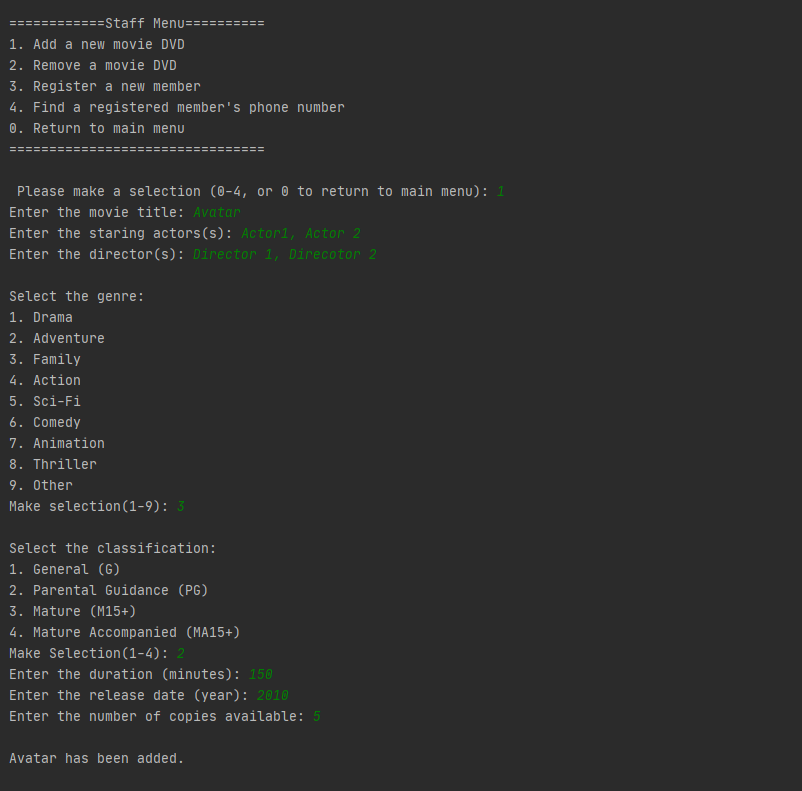 ============Staff Menu==========
1. Add a new movie DVD
2. Remove a movie DVD
3. Register a new member
4. Find a registered member's phone number
0. Return to main menu
================================
Please make a selection (0-4, or 0 to return to main menu): 1
Enter the movie title: Avatar
Enter the staring actors(s): Actor1, Actor 2
Enter the director(s): Director 1, Direcotor 2
Select the genre:
1. Drama
2. Adventure
3. Family
4. Action
5. Sci-Fi
6. Comedy
7. Animation
8. Thriller
9. Other
Make selection(1-9): 3
Select the classification:
1. General (G)
2. Parental Guidance (PG)
3. Mature (M15+)
4. Mature Accompanied (MA15+)
Make Selection(1-4): 2
Enter the duration (minutes): 150
Enter the release date (year): 2010
Enter the number of copies available: 5
Avatar has been added.